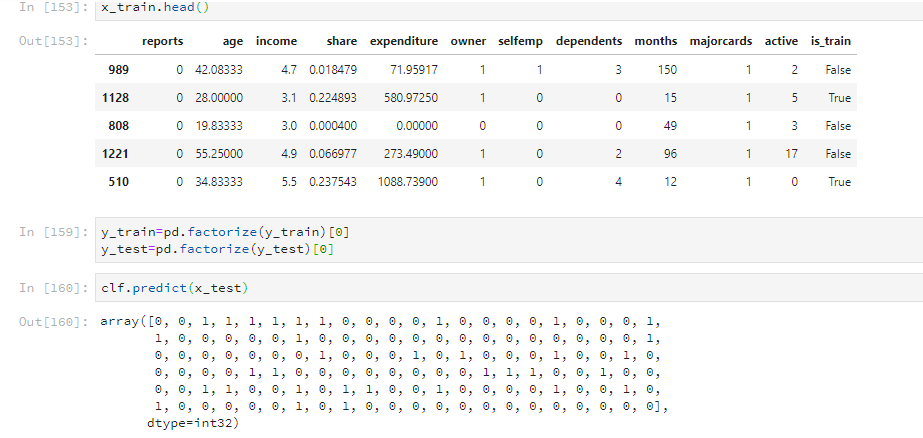 In [153]: x_train.head()
Out[153]: reports age income share expenditure owner selfemp dependents months majorcards active is_train
989 0 42.08333 4.7 0.018479 71.95917 1 1 3 150 1 2 False
1128 0 28.00000 3.1 0.224893 580.97250 1 0 0 15 1 5 True
808 0 19.83333 3.0 0.000400 0.00000 0 0 0 49 1 3 False
1221 0 55.25000 4.9 0.066977 273.49000 1 0 2 96 1 17 False
510 0 34.83333 5.5 0.237543 1088.73900 1 0 4 12 1 0 True
In [159]: y_train=pd.factorize(y_train)[0]
y_test=pd.factorize(y_test)[0]
In [160]: clf.predict(x_test)
Out[160]: array([0, 0, 1, 1, 1, 1, 1, 1, 0, 0, 0, 0, 1, 0, 0, 0, 0, 1, 0, 0, 0, 1,
1, 0, 0, 0, 0, 0, 1, 0, 0, 0, 0, 0, 0, 0, 0, 0, 0, 0, 0, 1,
0, 0, 0, 0, 0, 0, 0, 1, 0, 0, 0, 1, 0, 1, 0, 0, 0, 1, 0, 0, 1, 0,
0, 0, 0, 0, 1, 1, 0, 0, 0, 0, 0, 0, 0, 0, 1, 1, 1, 0, 0, 1, 0, 0,
0, 0, 1, 1, 0, 0, 1, 0, 1, 1, 0, 0, 1, 0, 0, 0, 0, 1, 0, 0, 1, 0,
1, 0, 0, 0, 0, 0, 1, 0, 1, 0, 0, 0, 0, 0, 0, 0, 0, 0, 0, 0, 0, 0],
dtype=int32)